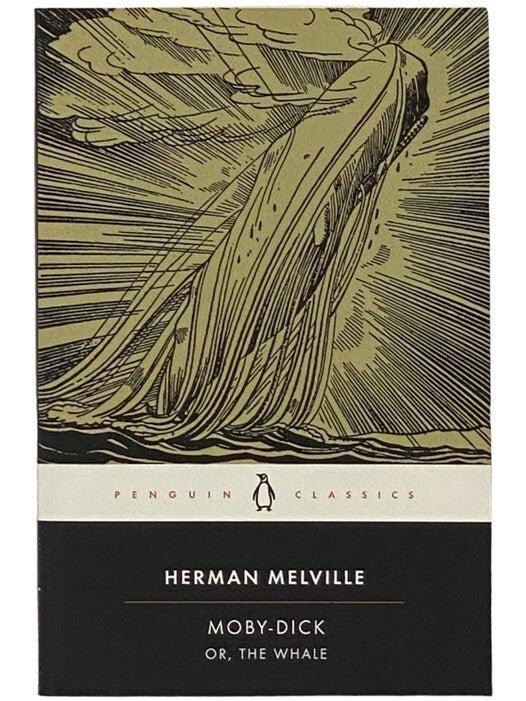 PENGUIN CLASSICS
HERMAN MELVILLE
MOBY-DICK
OR, THE WHALE